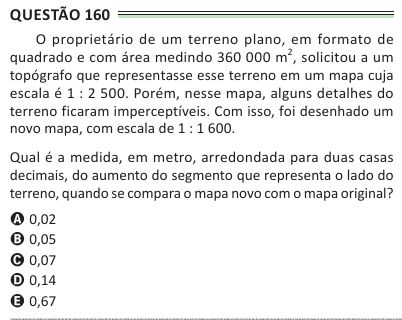 QUESTÃO 160
O proprietário de um terreno plano, em formato de
quadrado e com área medindo 360 000 m², solicitou a um
topógrafo que representasse esse terreno em um mapa cuja
escala é 1 : 2 500. Porém, nesse mapa, alguns detalhes do
terreno ficaram imperceptíveis. Com isso, foi desenhado um
novo mapa, com escala de 1 : 1 600.
Qual é a medida, em metro, arredondada para duas casas
decimais, do aumento do segmento que representa o lado do
terreno, quando se compara o mapa novo com o mapa original?
A 0,02
B 0,05
C 0,07
D 0,14
E 0,67